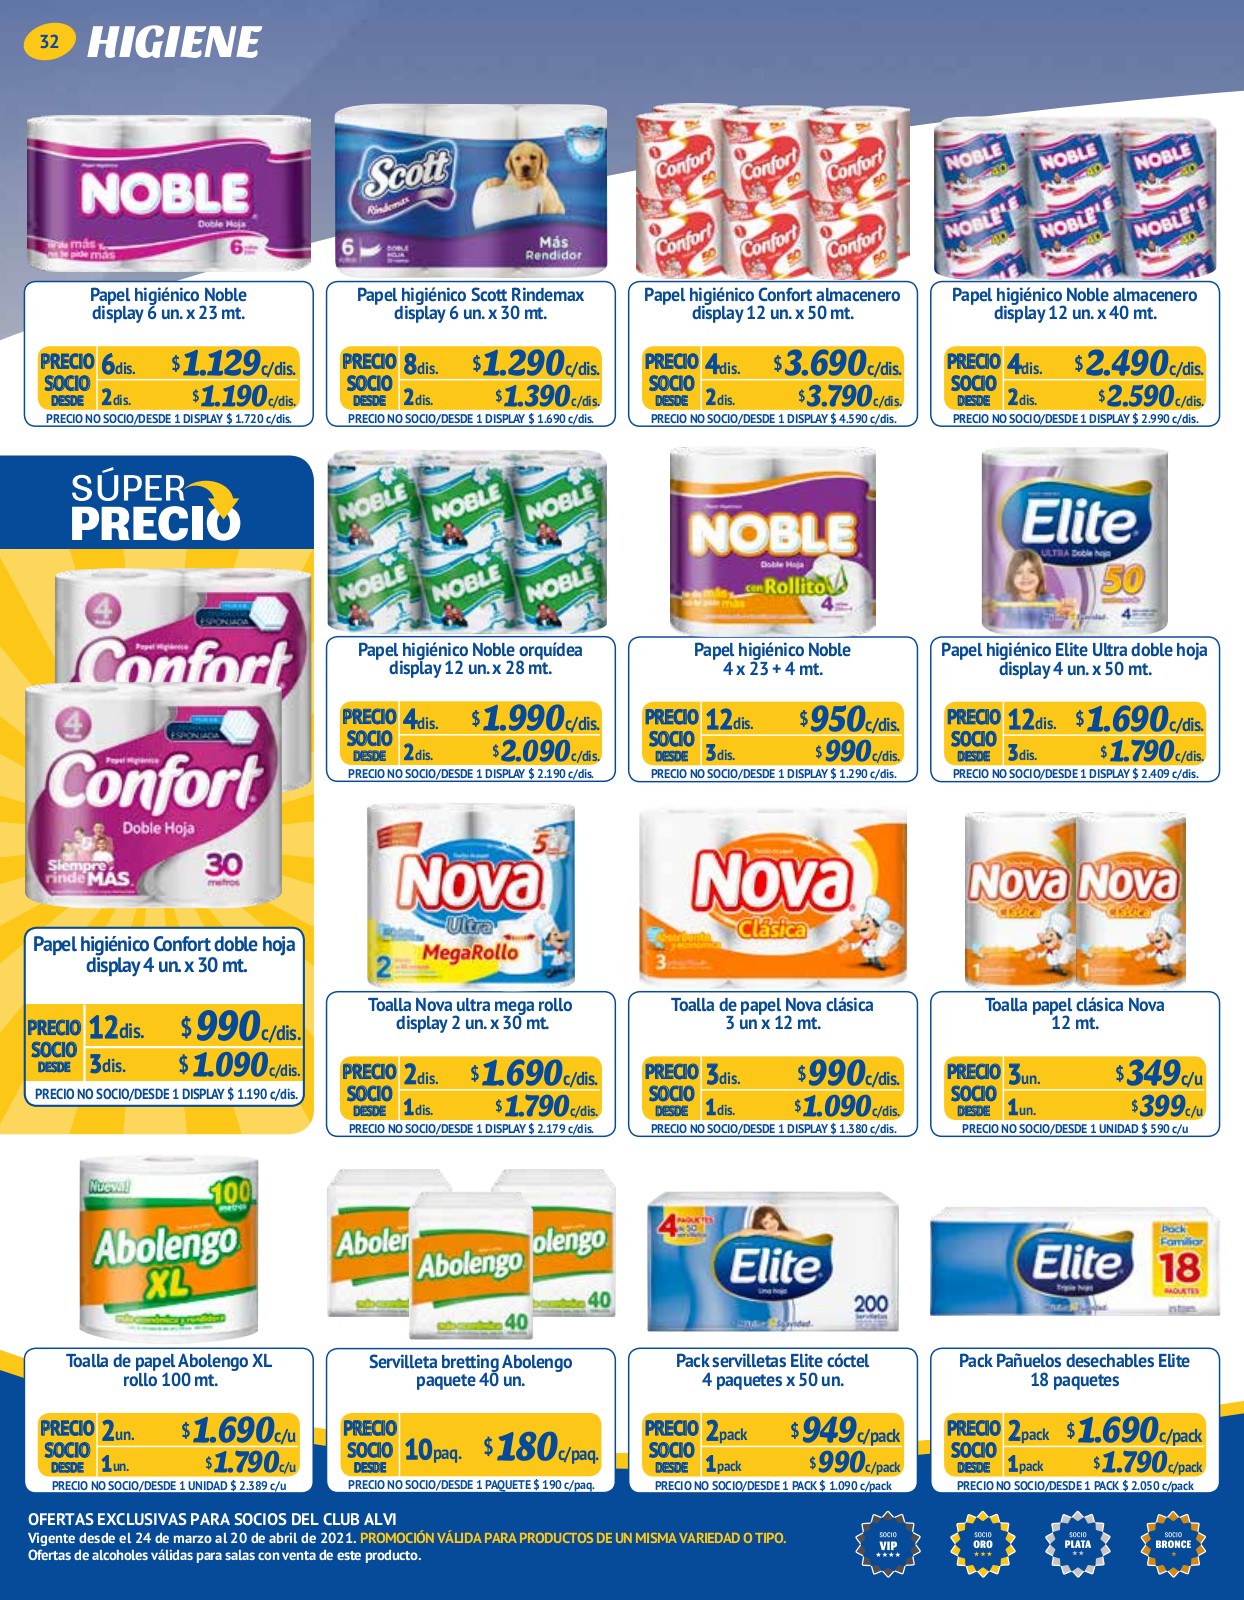 32
HIGIENE
NOBLE
Doble Hoja
6
Scott
Rindemax
6
DOBLE HOJA
Más
Rendidor
Confort
50
NOBLE
40
Papel higiénico Noble
display 6 un. x 23 mt.
PRECIO SOCIO DESDE
6dis. $1.129c/dis.
2dis. $1.190c/dis.
PRECIO NO SOCIO/DESDE 1 DISPLAY $ 1.720 c/dis.
Papel higiénico Scott Rindemax
display 6 un. x 30 mt.
PRECIO SOCIO DESDE
8dis. $1.290c/dis.
2dis. $1.390c/dis.
PRECIO NO SOCIO/DESDE 1 DISPLAY $ 1.690 c/dis.
Papel higiénico Confort almacenero
display 12 un. x 50 mt.
PRECIO SOCIO DESDE
4dis. $3.690c/dis.
2dis. $3.790c/dis.
PRECIO NO SOCIO/DESDE 1 DISPLAY $ 4.590 c/dis.
Papel higiénico Noble almacenero
display 12 un. x 40 mt.
PRECIO SOCIO DESDE
4dis. $2.490c/dis.
2dis. $2.590c/dis.
PRECIO NO SOCIO/DESDE 1 DISPLAY $ 2.990 c/dis.
SÚPER
PRECIO
4
Papel Higiénico
ESPONJADA
Confort
4
ESPONJADA
Papel Higiénico
Confort
Doble Hoja
Siempre
rinde MÁS.
30
metros
Papel higiénico Confort doble hoja
display 4 un. x 30 mt.
PRECIO SOCIO DESDE
12dis. $990c/dis.
3dis. $1.090c/dis.
PRECIO NO SOCIO/DESDE 1 DISPLAY $ 1.190 c/dis.
NOBLE
NOBLE
Doble Hoja
con Rollito
4
Elite
ULTRA Doble hoja
50
4
Papel higiénico Noble orquídea
display 12 un. x 28 mt.
PRECIO SOCIO DESDE
4dis. $1.990c/dis.
2dis. $2.090c/dis.
PRECIO NO SOCIO/DESDE 1 DISPLAY $ 2.190 c/dis.
Papel higiénico Noble
4 x 23 + 4 mt.
PRECIO SOCIO DESDE
12dis. $950c/dis.
3dis. $990c/dis.
PRECIO NO SOCIO/DESDE 1 DISPLAY $ 1.290 c/dis.
Papel higiénico Elite Ultra doble hoja
display 4 un. x 50 mt.
PRECIO SOCIO DESDE
12dis. $1.690c/dis.
3dis. $1.790c/dis.
PRECIO NO SOCIO/DESDE 1 DISPLAY $ 2.409 c/dis.
Nova
Ultra
MegaRollo
2
5
Nova
Clásica
3
Nova
Clásica
1
Nova
Clásica
1
Toalla Nova ultra mega rollo
display 2 un. x 30 mt.
PRECIO SOCIO DESDE
2dis. $1.690c/dis.
1dis. $1.790c/dis.
PRECIO NO SOCIO/DESDE 1 DISPLAY $ 2.179 c/dis.
Toalla de papel Nova clásica
3 un x 12 mt.
PRECIO SOCIO DESDE
3dis. $990c/dis.
1dis. $1.090c/dis.
PRECIO NO SOCIO/DESDE 1 DISPLAY $ 1.380 c/dis.
Toalla papel clásica Nova
12 mt.
PRECIO SOCIO DESDE
3un. $349c/u
1un. $399c/u
PRECIO NO SOCIO/DESDE 1 UNIDAD $ 590 c/u
Nueva!
100
metros
Abolengo
XL
más económica y rendidora
Abolengo
40
Elite
Una hoja
4 PAQUETES
200
servilletas
Elite
Triple hoja
Pack
Familiar
18
PAQUETES
Toalla de papel Abolengo XL
rollo 100 mt.
PRECIO SOCIO DESDE
2un. $1.690c/u
1un. $1.790c/u
PRECIO NO SOCIO/DESDE 1 UNIDAD $ 2.389 c/u
Servilleta bretting Abolengo
paquete 40 un.
PRECIO SOCIO DESDE
10paq. $180c/paq.
PRECIO NO SOCIO/DESDE 1 PAQUETE $ 190 c/paq.
Pack servilletas Elite cóctel
4 paquetes x 50 un.
PRECIO SOCIO DESDE
2pack $949c/pack
1pack $990c/pack
PRECIO NO SOCIO/DESDE 1 PACK $ 1.090 c/pack
Pack Pañuelos desechables Elite
18 paquetes
PRECIO SOCIO DESDE
2pack $1.690c/pack
1pack $1.790c/pack
PRECIO NO SOCIO/DESDE 1 PACK $ 2.050 c/pack
OFERTAS EXCLUSIVAS PARA SOCIOS DEL CLUB ALVI
Vigente desde el 24 de marzo al 20 de abril de 2021. PROMOCIÓN VÁLIDA PARA PRODUCTOS DE UN MISMA VARIEDAD O TIPO.
Ofertas de alcoholes válidas para salas con venta de este producto.
SOCIO
VIP
SOCIO
ORO
SOCIO
PLATA
SOCIO
BRONCE